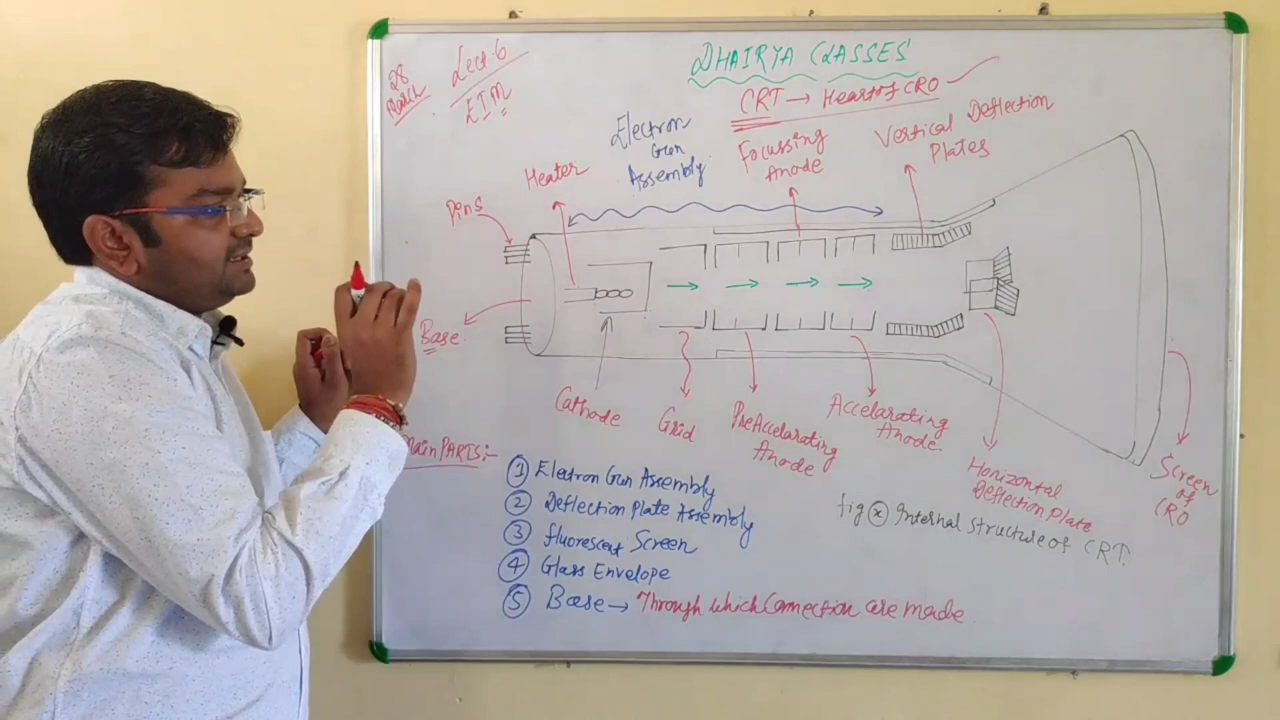 28
March
Lect-6
EIM
DHAIRYA CLASSES
CRT → Heart of CRO
Electron
Gun
Assembly
Focussing
Anode
Vertical Deflection
Plates
Heater
Pins
Base
Cathode
Grid
PreAccelarating
Anode
Accelarating
Anode
Horizontal
Deflection Plate
Screen
of
CRO
fig (x) Internal Structure of CRT
Main PARTS:-
① Electron Gun Assembly
② Deflection Plate Assembly
③ fluorescent Screen
④ Glass Envelope
⑤ Base → Through which Connection are made